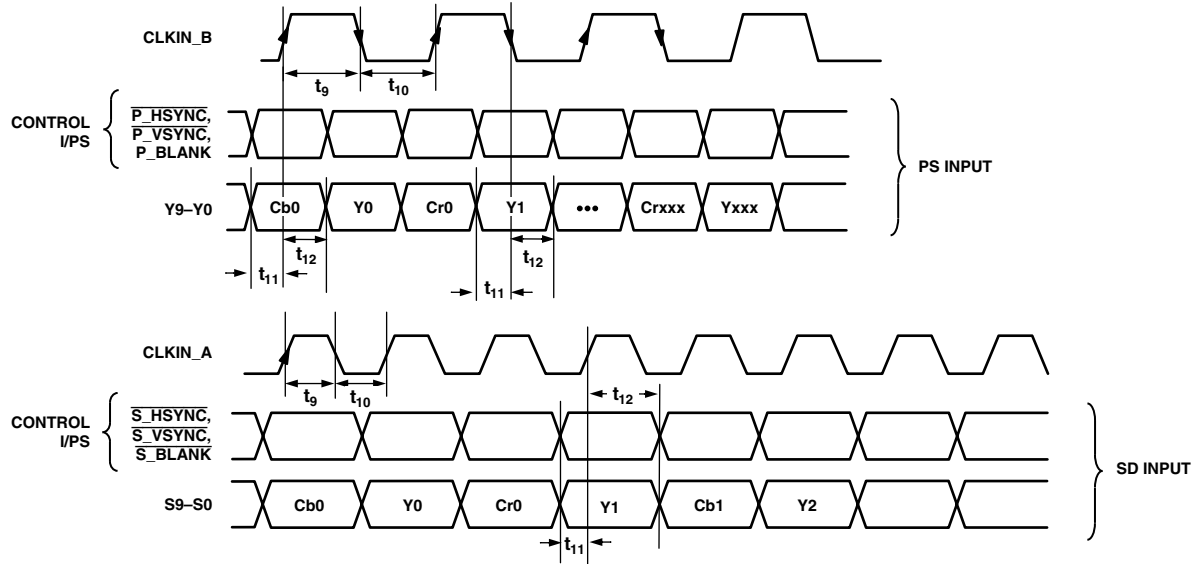 CLKIN_B
t9 t10
CONTROL I/PS
P_HSYNC,
P_VSYNC,
P_BLANK
PS INPUT
Y9–Y0
Cb0 Y0 Cr0 Y1 ••• Crxxx Yxxx
t12 t12
t11 t11
CLKIN_A
t9 t10 t12
CONTROL I/PS
S_HSYNC,
S_VSYNC,
S_BLANK
SD INPUT
S9–S0
Cb0 Y0 Cr0 Y1 Cb1 Y2
t11